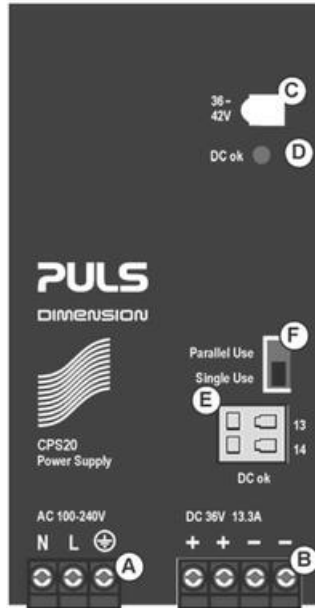 C
36–
42V
DC ok
D
PULS
DIMENSION
F
Parallel Use
Single Use
E
CPS20
Power Supply
13
14
DC ok
AC 100-240V
DC 36V 13.3A
N L
A
+ + – –
B